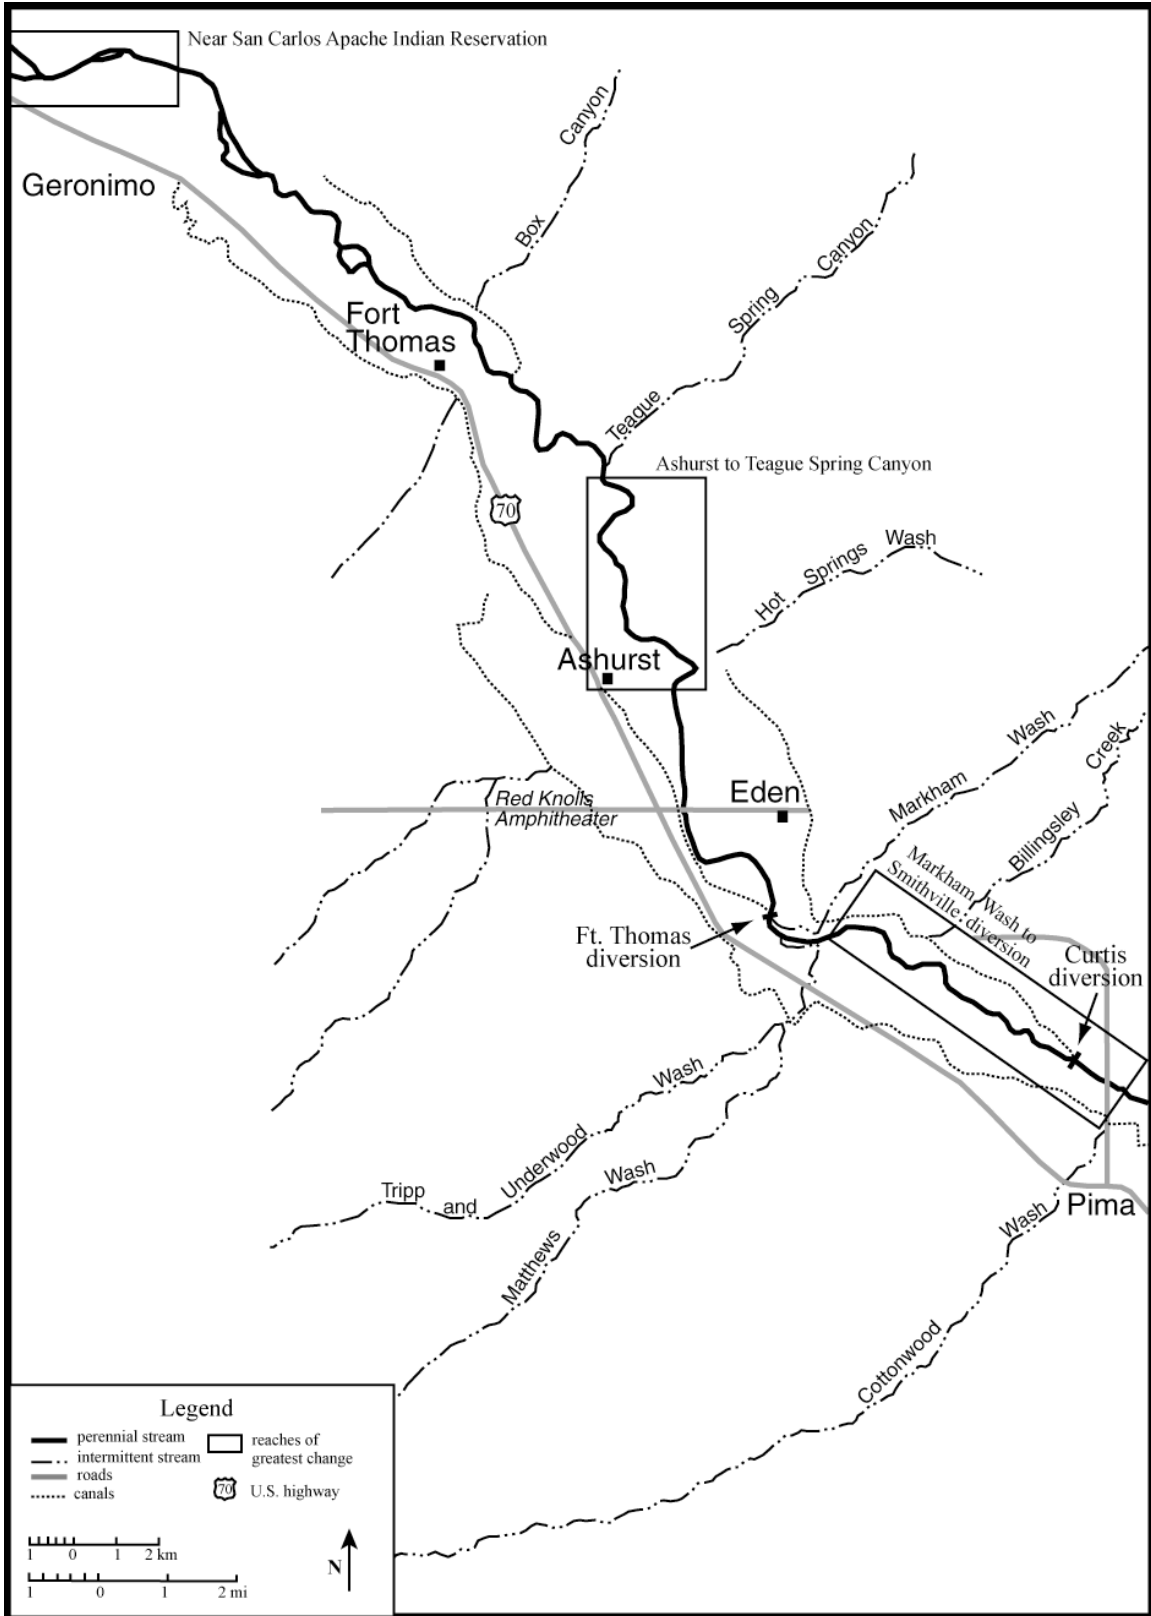 Near San Carlos Apache Indian Reservation
Canyon
Geronimo
Box
Canyon
Spring
Fort
Thomas
Teague
Ashurst to Teague Spring Canyon
70
Hot Springs Wash
Ashurst
Wash
Creek
Eden
Markham
Red Knolls
Amphitheater
Billingsley
Markham Wash to
Smithville diversion
Ft. Thomas
diversion
Curtis
diversion
Wash
Underwood
Wash
Tripp and
Pima
Wash
Matthews
Cottonwood
Legend
perennial stream
intermittent stream
roads
canals
reaches of
greatest change
70 U.S. highway
1 0 1 2 km
1 0 1 2 mi
N